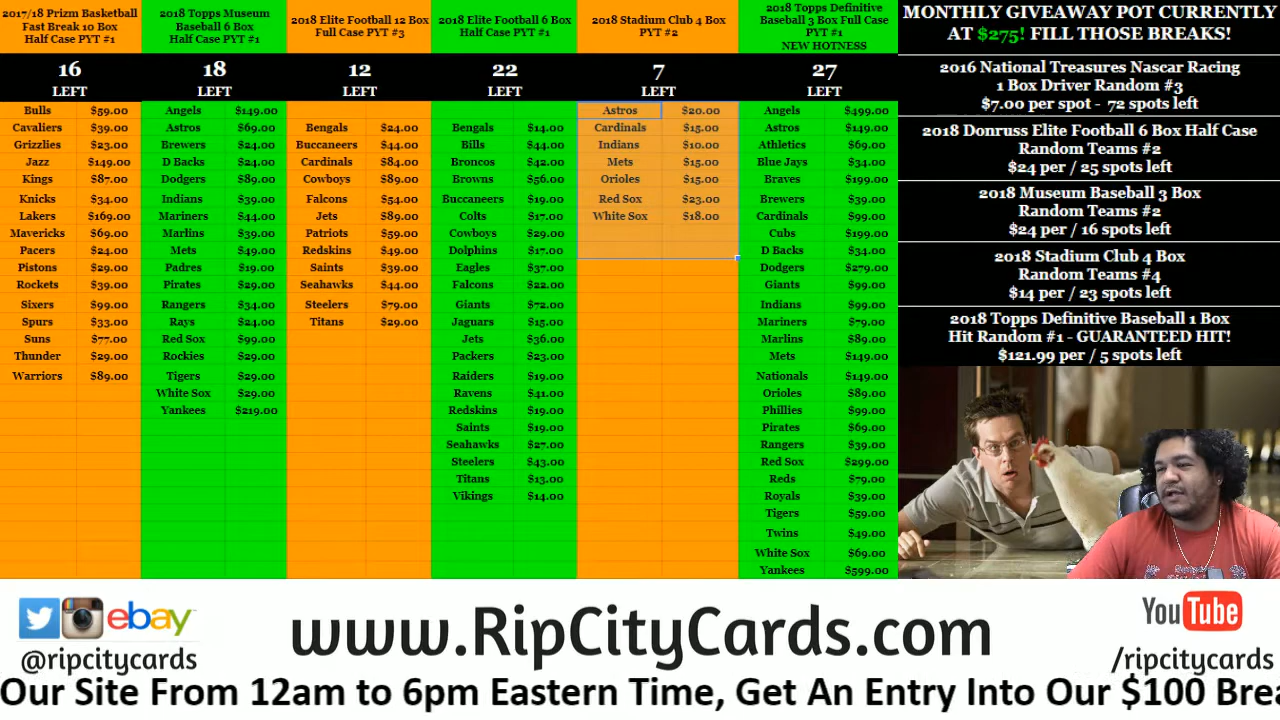 2017/18 Prizm Basketball
Fast Break 10 Box
Half Case PYT #1
16
LEFT
Bulls $59.00
Cavaliers $39.00
Grizzlies $23.00
Jazz $149.00
Kings $87.00
Knicks $34.00
Lakers $169.00
Mavericks $69.00
Pacers $24.00
Pistons $29.00
Rockets $39.00
Sixers $99.00
Spurs $33.00
Suns $77.00
Thunder $29.00
Warriors $89.00
2018 Topps Museum
Baseball 6 Box
Half Case PYT #1
18
LEFT
Angels $149.00
Astros $69.00
Brewers $24.00
D Backs $24.00
Dodgers $89.00
Indians $39.00
Mariners $44.00
Marlins $39.00
Mets $49.00
Padres $19.00
Pirates $29.00
Rangers $34.00
Rays $24.00
Red Sox $99.00
Rockies $29.00
Tigers $29.00
White Sox $29.00
Yankees $219.00
2018 Elite Football 12 Box
Full Case PYT #3
12
LEFT
Bengals $24.00
Buccaneers $44.00
Cardinals $84.00
Cowboys $89.00
Falcons $54.00
Jets $89.00
Patriots $59.00
Redskins $49.00
Saints $39.00
Seahawks $44.00
Steelers $79.00
Titans $29.00
2018 Elite Football 6 Box
Half Case PYT #1
22
LEFT
Bengals $14.00
Bills $44.00
Broncos $42.00
Browns $56.00
Buccaneers $19.00
Colts $17.00
Cowboys $29.00
Dolphins $17.00
Eagles $37.00
Falcons $22.00
Giants $72.00
Jaguars $15.00
Jets $36.00
Packers $23.00
Raiders $19.00
Ravens $41.00
Redskins $19.00
Saints $19.00
Seahawks $27.00
Steelers $43.00
Titans $13.00
Vikings $14.00
2018 Stadium Club 4 Box
PYT #2
7
LEFT
Astros $20.00
Cardinals $15.00
Indians $10.00
Mets $15.00
Orioles $15.00
Red Sox $23.00
White Sox $18.00
2018 Topps Definitive
Baseball 3 Box Full Case
PYT #1
NEW HOTNESS
27
LEFT
Angels $499.00
Astros $149.00
Athletics $69.00
Blue Jays $34.00
Braves $199.00
Brewers $39.00
Cardinals $99.00
Cubs $199.00
D Backs $34.00
Dodgers $279.00
Giants $99.00
Indians $99.00
Mariners $79.00
Marlins $89.00
Mets $149.00
Nationals $149.00
Orioles $89.00
Phillies $99.00
Pirates $69.00
Rangers $39.00
Red Sox $299.00
Reds $79.00
Royals $39.00
Tigers $59.00
Twins $49.00
White Sox $69.00
Yankees $599.00
MONTHLY GIVEAWAY POT CURRENTLY
AT $275! FILL THOSE BREAKS!
2016 National Treasures Nascar Racing
1 Box Driver Random #3
$7.00 per spot - 72 spots left
2018 Donruss Elite Football 6 Box Half Case
Random Teams #2
$24 per / 25 spots left
2018 Museum Baseball 3 Box
Random Teams #2
$24 per / 16 spots left
2018 Stadium Club 4 Box
Random Teams #4
$14 per / 23 spots left
2018 Topps Definitive Baseball 1 Box
Hit Random #1 - GUARANTEED HIT!
$121.99 per / 5 spots left
ebay
@ripcitycards
www.RipCityCards.com
YouTube
/ripcitycards
Our Site From 12am to 6pm Eastern Time, Get An Entry Into Our $100 Brea